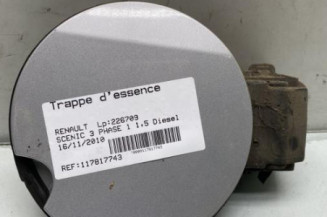 Trappe d'essence
RENAULT Lp:226709
SCENIC 3 PHASE 1 1.5 Diesel
16/11/2010
REF:117817743